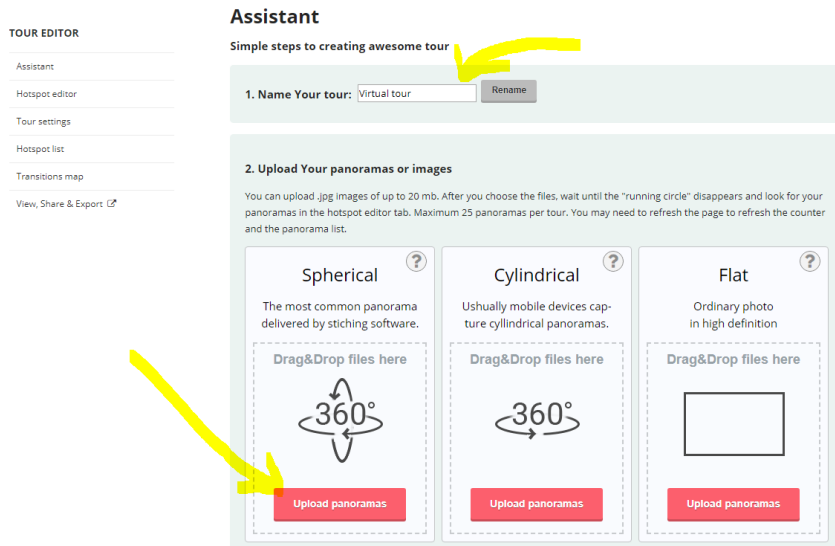 TOUR EDITOR
Assistant
Hotspot editor
Tour settings
Hotspot list
Transitions map
View, Share & Export
Assistant
Simple steps to creating awesome tour
1. Name Your tour: Virtual tour Rename
2. Upload Your panoramas or images
You can upload .jpg images of up to 20 mb. After you choose the files, wait until the "running circle" disappears and look for your
panoramas in the hotspot editor tab. Maximum 25 panoramas per tour. You may need to refresh the page to refresh the counter
and the panorama list.
?
Spherical
The most common panorama
delivered by stiching software.
Drag&Drop files here
360°
Upload panoramas
?
Cylindrical
Ushually mobile devices cap-
ture cyllindrical panoramas.
Drag&Drop files here
360°
Upload panoramas
?
Flat
Ordinary photo
in high definition
Drag&Drop files here
Upload panoramas